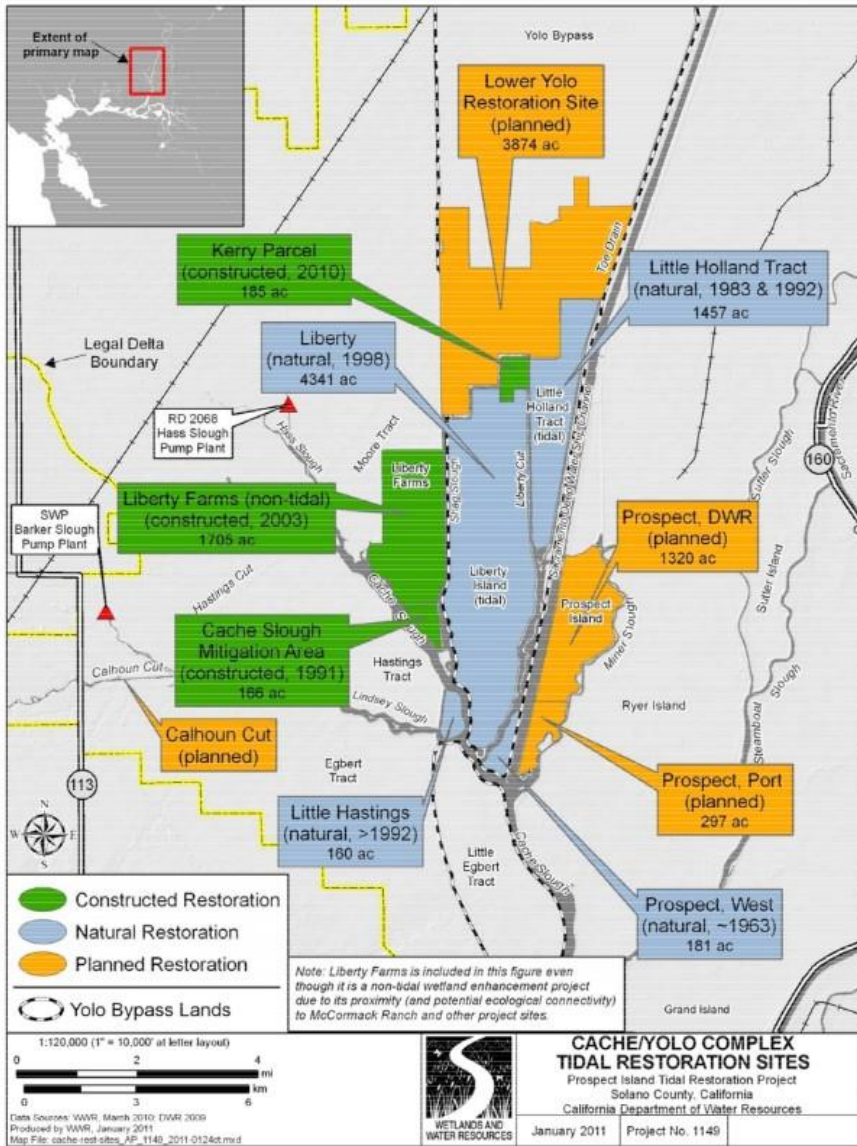 Extent of
primary map
Yolo Bypass
Lower Yolo
Restoration Site
(planned)
3874 ac
Kerry Parcel
(constructed, 2010)
185 ac
Toe Drain
Little Holland Tract
(natural, 1983 & 1992)
1457 ac
Legal Delta
Boundary
Liberty
(natural, 1998)
4341 ac
RD 2068
Hass Slough
Pump Plant
Hass Slough
Moore Tract
Little
Holland
Tract
(tidal)
Sutter Slough
Sacramento River
160
Liberty
Farms
Shag Slough
Liberty Cut
Liberty Farms (non-tidal)
(constructed, 2003)
1705 ac
SWP
Barker Slough
Pump Plant
Prospect, DWR
(planned)
1320 ac
Hastings Cut
Cache Slough
Liberty
Island
(tidal)
Prospect
Island
Miner Slough
Sutter Island
Cache Slough
Mitigation Area
(constructed, 1991)
166 ac
Calhoun Cut
Hastings
Tract
Lindsey Slough
Ryer Island
Steamboat Slough
Calhoun Cut
(planned)
113
Egbert
Tract
Prospect, Port
(planned)
297 ac
N
W
E
S
Little Hastings
(natural, >1992)
160 ac
Little
Egbert
Tract
Cache Slough
Prospect, West
(natural, ~1963)
181 ac
Constructed Restoration
Natural Restoration
Planned Restoration
Yolo Bypass Lands
Note: Liberty Farms is included in this figure even
though it is a non-tidal wetland enhancement project
due to its proximity (and potential ecological connectivity)
to McCormack Ranch and other project sites.
Grand Island
1:120,000 (1" = 10,000' at letter layout)
0 2 4
mi
0 3 6
km
Data Sources: WWR, March 2010; DWR 2009
Produced by WWR, January 2011
Map File: cache-rest-sites_AP_1149_2011-0124ct.mxd
WETLANDS AND
WATER RESOURCES
CACHE/YOLO COMPLEX
TIDAL RESTORATION SITES
Prospect Island Tidal Restoration Project
Solano County, California
California Department of Water Resources
January 2011
Project No. 1149